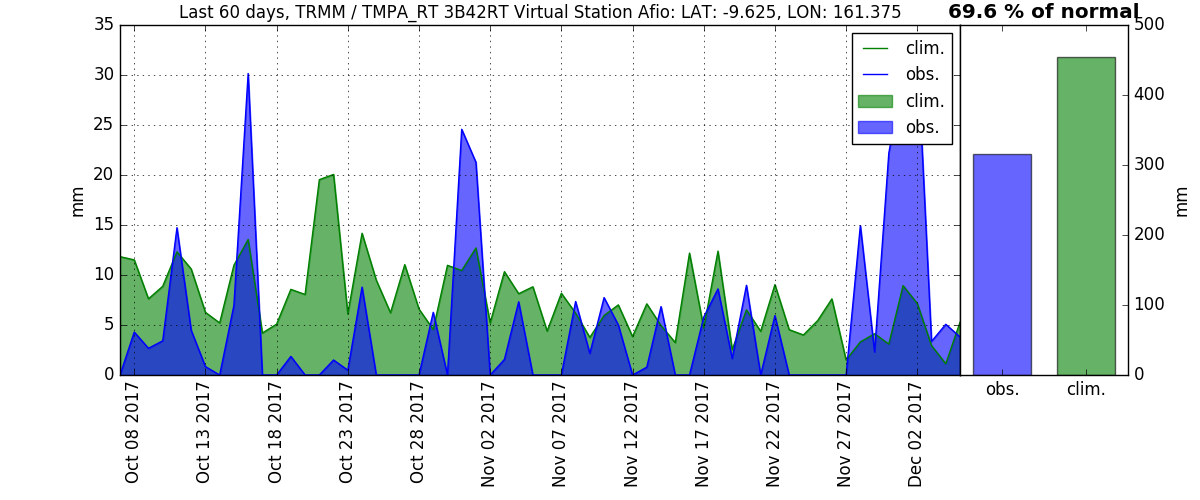 Last 60 days, TRMM / TMPA_RT 3B42RT Virtual Station Afio: LAT: -9.625, LON: 161.375
69.6 % of normal
35
30
25
20
15
10
5
0
mm
clim.
obs.
clim.
obs.
500
400
300
200
100
0
mm
obs.
clim.
Oct 08 2017
Oct 13 2017
Oct 18 2017
Oct 23 2017
Oct 28 2017
Nov 02 2017
Nov 07 2017
Nov 12 2017
Nov 17 2017
Nov 22 2017
Nov 27 2017
Dec 02 2017